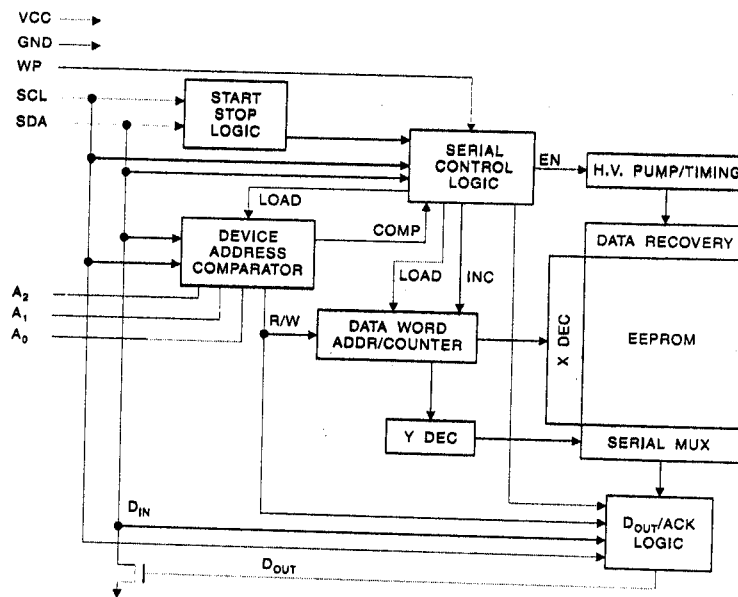 VCC
GND
WP
SCL
SDA
START
STOP
LOGIC
SERIAL
CONTROL
LOGIC
EN
H.V. PUMP/TIMING
LOAD
COMP
DEVICE
ADDRESS
COMPARATOR
LOAD
INC
DATA RECOVERY
A2
A1
A0
R/W
DATA WORD
ADDR/COUNTER
X DEC
EEPROM
Y DEC
SERIAL MUX
DIN
DOUT/ACK
LOGIC
DOUT